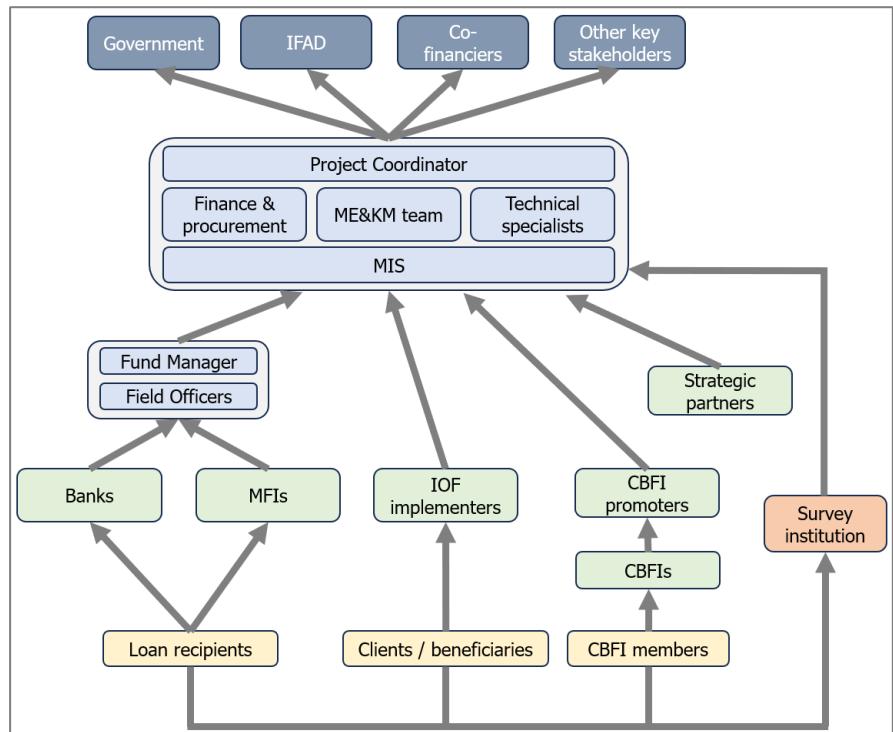 Government
IFAD
Co-
financiers
Other key
stakeholders
Project Coordinator
Finance &
procurement
ME&KM team
Technical
specialists
MIS
Fund Manager
Field Officers
Strategic
partners
Banks
MFIs
IOF
implementers
CBFI
promoters
Survey
institution
CBFIs
Loan recipients
Clients / beneficiaries
CBFI members